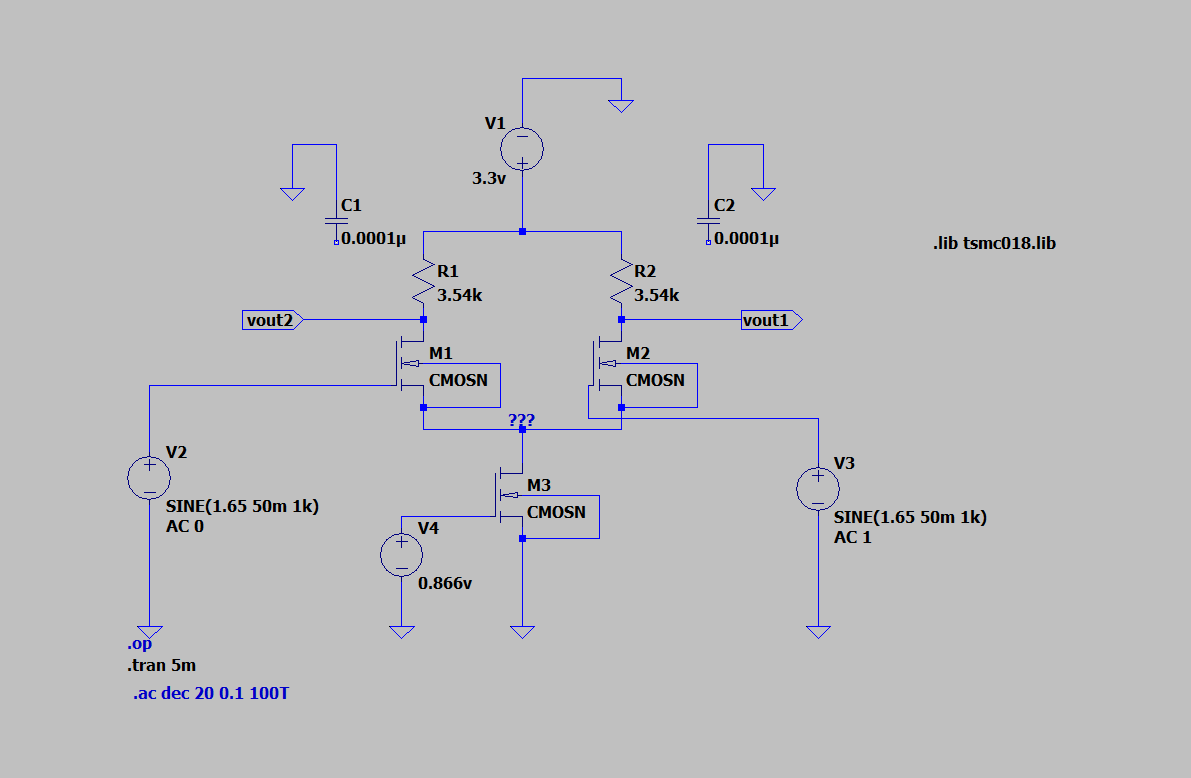 V1
3.3v
C1
0.0001µ
C2
0.0001µ
.lib tsmc018.lib
R1
3.54k
R2
3.54k
vout2
vout1
M1
CMOSN
M2
CMOSN
???
V2
SINE(1.65 50m 1k)
AC 0
M3
CMOSN
V4
0.866v
V3
SINE(1.65 50m 1k)
AC 1
.op
.tran 5m
.ac dec 20 0.1 100T